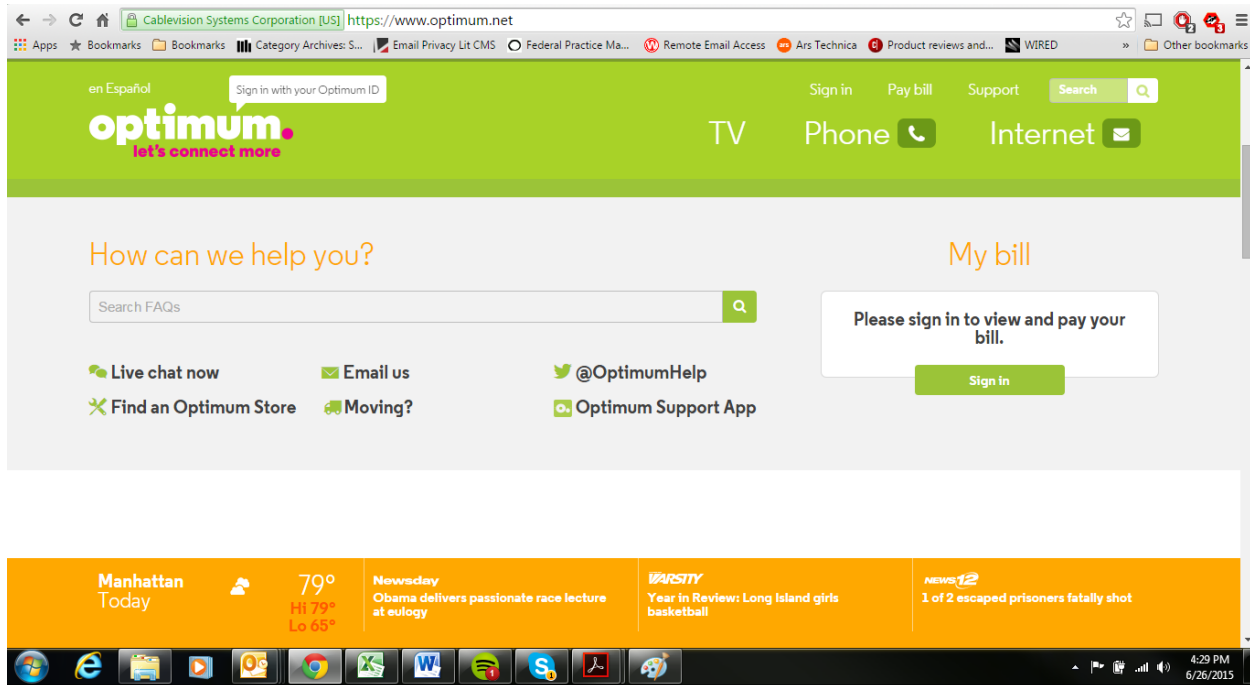 Cablevision Systems Corporation [US] https://www.optimum.net
Apps Bookmarks Bookmarks Category Archives: S... Email Privacy Lit CMS Federal Practice Ma... Remote Email Access Ars Technica Product reviews and... WIRED » Other bookmarks
en Español Sign in with your Optimum ID Sign in Pay bill Support Search
optimum.
let's connect more
TV Phone Internet
How can we help you? My bill
Search FAQs
Please sign in to view and pay your
bill.
Sign in
Live chat now Email us @OptimumHelp
Find an Optimum Store Moving? Optimum Support App
Manhattan
Today
79°
Hi 79°
Lo 65°
Newsday
Obama delivers passionate race lecture
at eulogy
VARSITY
Year in Review: Long Island girls
basketball
NEWS 12
1 of 2 escaped prisoners fatally shot
4:29 PM
6/26/2015